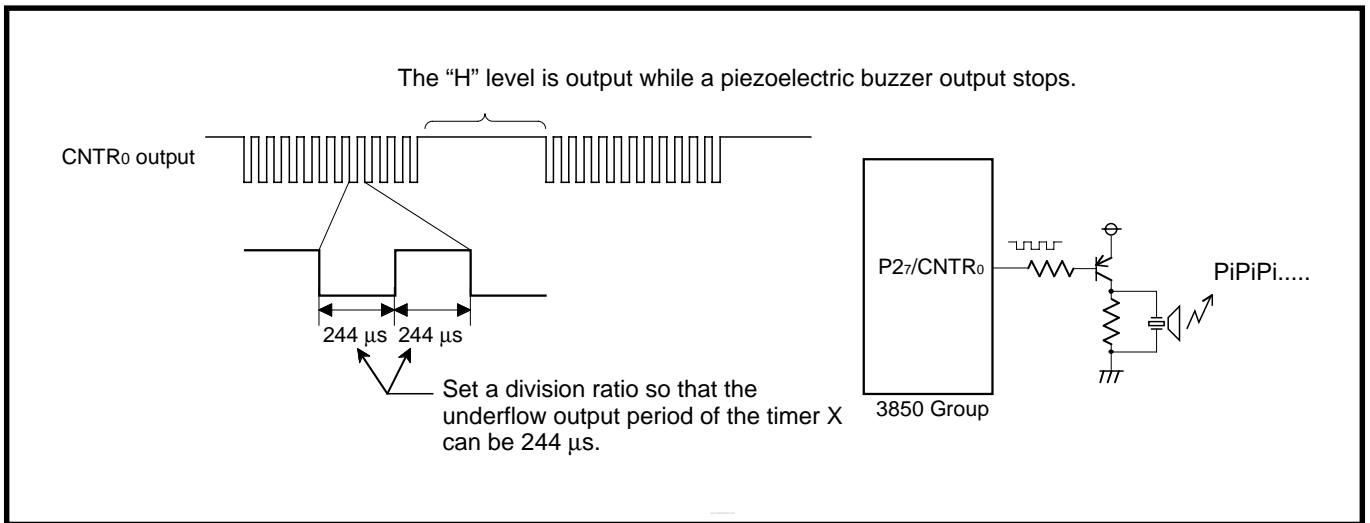 The “H” level is output while a piezoelectric buzzer output stops.
CNTR0 output
244 μs 244 μs
Set a division ratio so that the
underflow output period of the timer X
can be 244 μs.
P27/CNTR0
3850 Group
PiPiPi.....